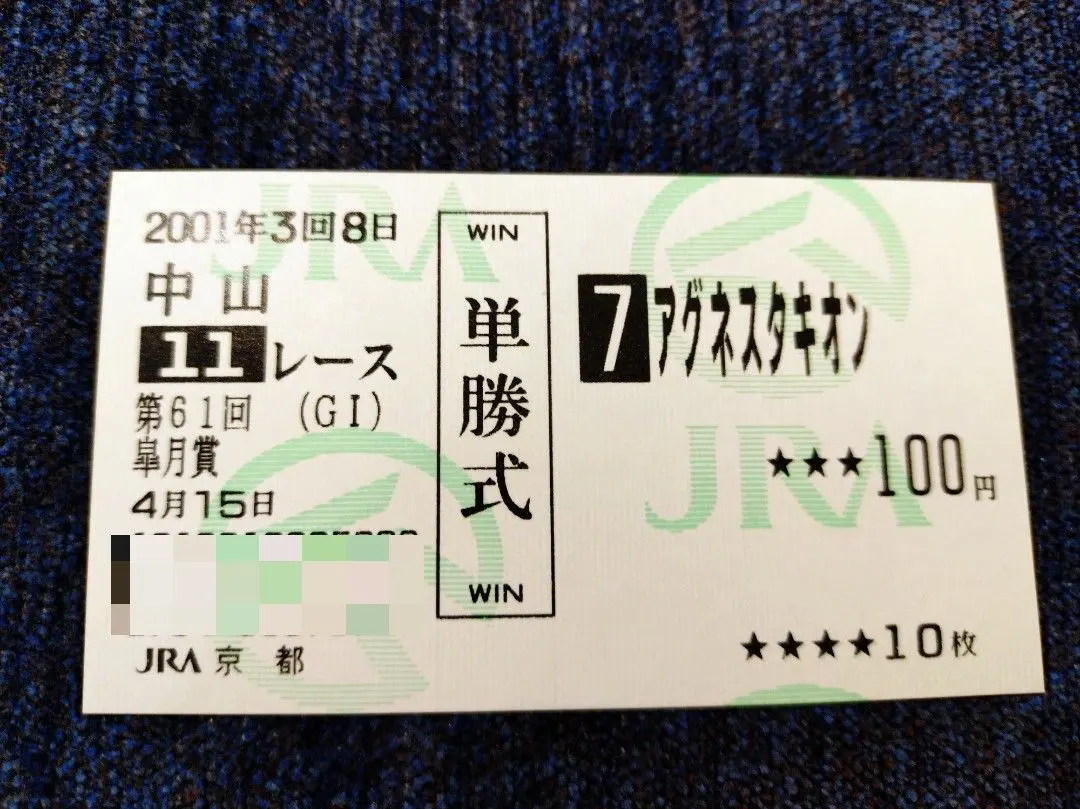 2001年3回8日
中山
11レース
第61回 (GI)
皐月賞
4月15日
JRA 京 都
WIN
単勝式
WIN
7アグネスタキオン
★★★100円
★★★★10枚
JRA
JRA